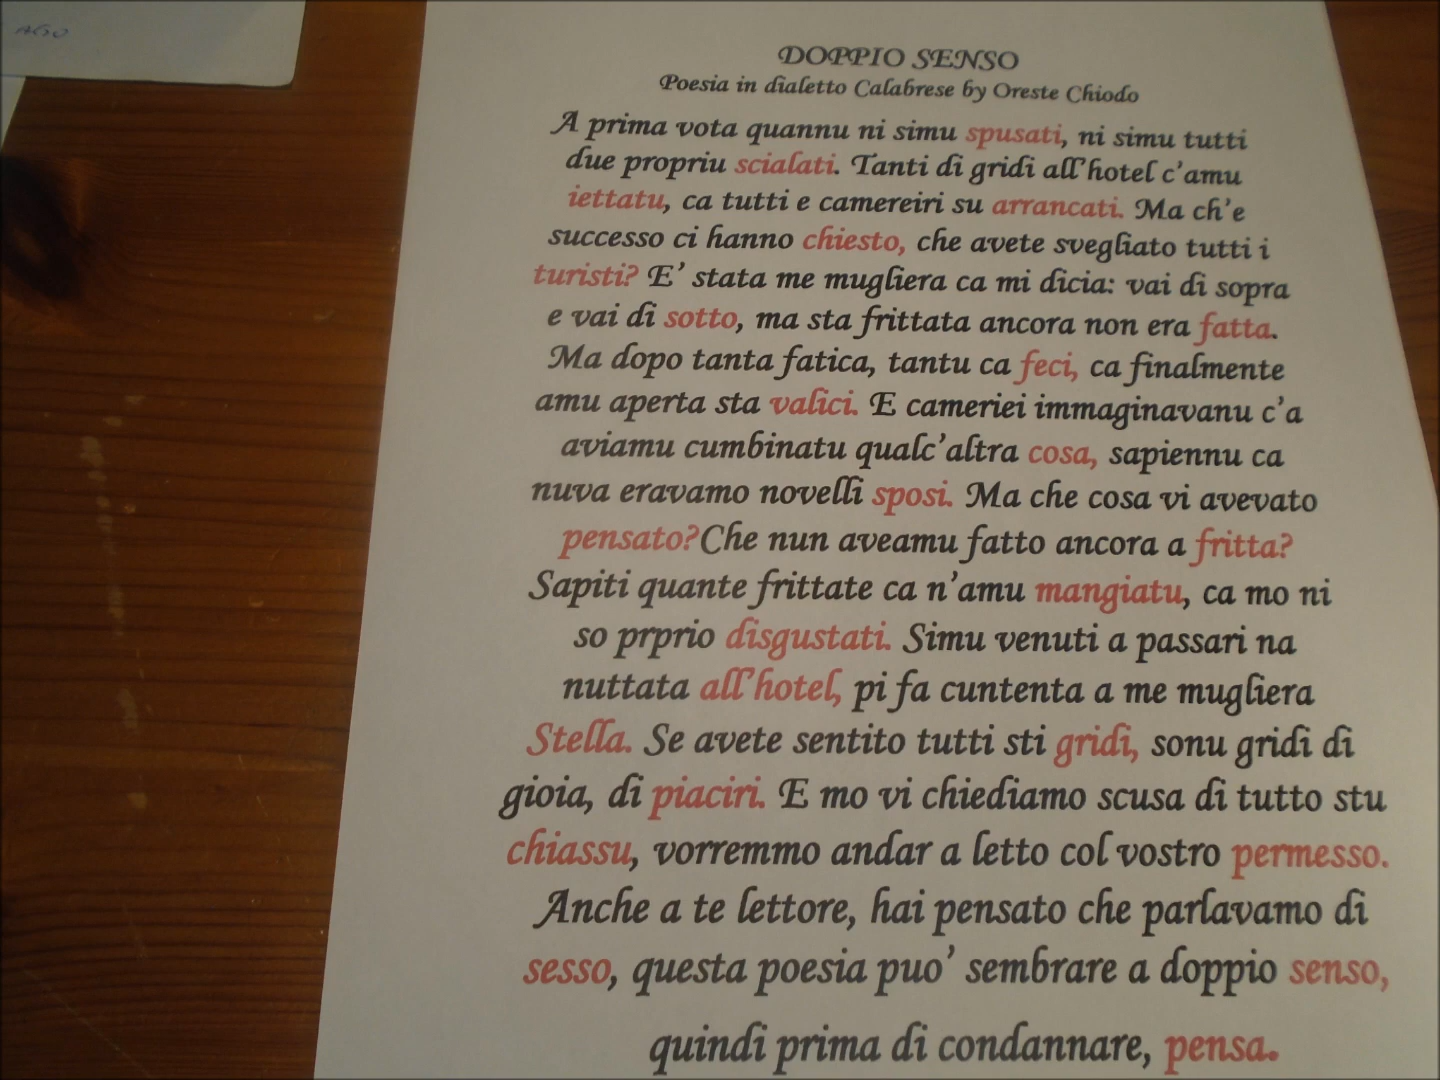 AGO
DOPPIO SENSO
Poesia in dialetto Calabrese by Oreste Chiodo
A prima vota quannu ni simu spusati, ni simu tutti
due propriu scialati. Tanti di gridi all'hotel c'amu
iettatu, ca tutti e camereiri su arrancati. Ma ch'e
successo ci hanno chiesto, che avete svegliato tutti i
turisti? E' stata me mugliera ca mi dicia: vai di sopra
e vai di sotto, ma sta frittata ancora non era fatta.
Ma dopo tanta fatica, tantu ca feci, ca finalmente
amu aperta sta valici. E cameriei immaginavanu c'a
aviamu cumbinatu qualc'altra cosa, sapiennu ca
nuva eravamo novelli sposi. Ma che cosa vi avevato
pensato?Che nun aveamu fatto ancora a fritta?
Sapiti quante frittate ca n'amu mangiatu, ca mo ni
so prprio disgustati. Simu venuti a passari na
nuttata all'hotel, pi fa cuntenta a me mugliera
Stella. Se avete sentito tutti sti gridi, sonu gridi di
gioia, di piaciri. E mo vi chiediamo scusa di tutto stu
chiassu, vorremmo andar a letto col vostro permesso.
Anche a te lettore, hai pensato che parlavamo di
sesso, questa poesia puo' sembrare a doppio senso,
quindi prima di condannare, pensa.